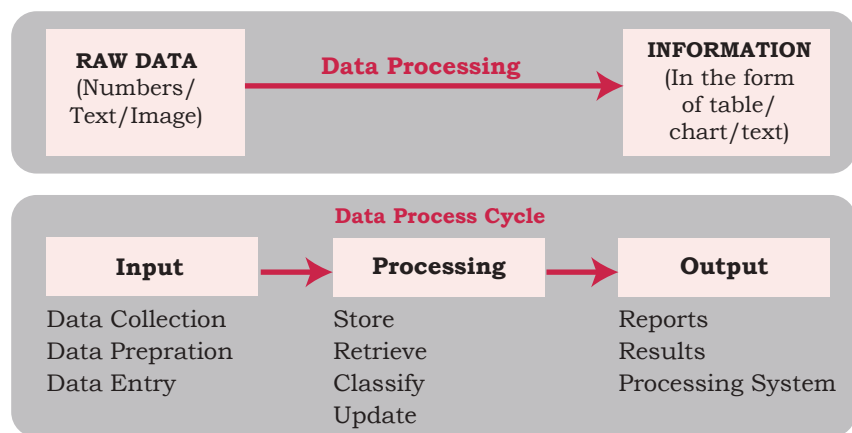 RAW DATA
(Numbers/
Text/Image)
Data Processing
INFORMATION
(In the form
of table/
chart/text)
Data Process Cycle
Input
Processing
Output
Data Collection
Data Prepration
Data Entry
Store
Retrieve
Classify
Update
Reports
Results
Processing System